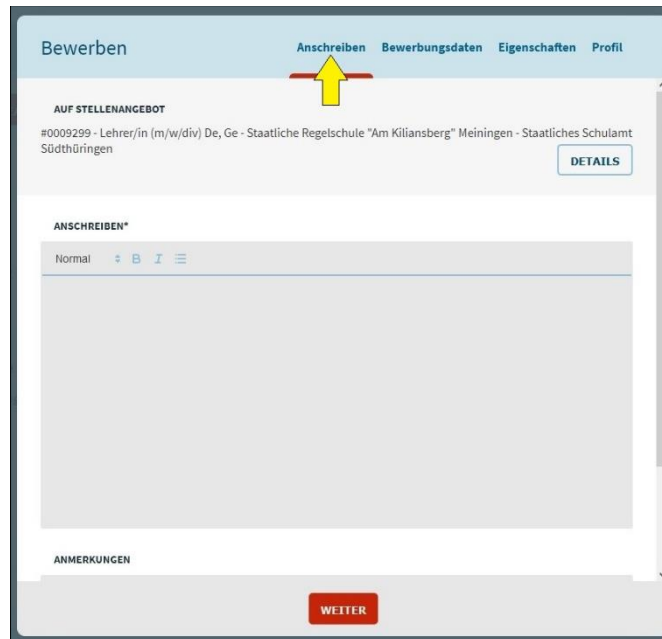 Bewerben
Anschreiben Bewerbungsdaten Eigenschaften Profil
AUF STELLENANGEBOT
#0009299 - Lehrer/in (m/w/div) De, Ge - Staatliche Regelschule "Am Kiliansberg" Meiningen - Staatliches Schulamt
Südthüringen
DETAILS
ANSCHREIBEN*
Normal B I
ANMERKUNGEN
WEITER